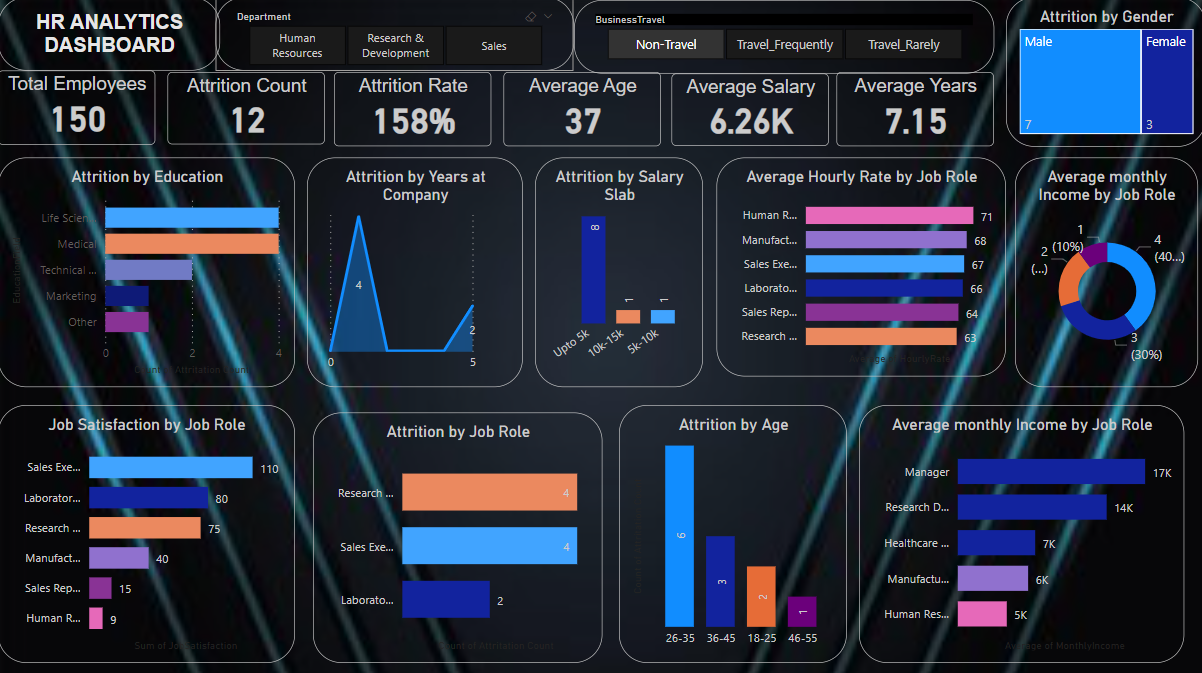 HR ANALYTICS
DASHBOARD
Department
Human
Resources
Research &
Development
Sales
BusinessTravel
Non-Travel
Travel_Frequently
Travel_Rarely
Attrition by Gender
Male
Female
7
3
Total Employees
150
Attrition Count
12
Attrition Rate
158%
Average Age
37
Average Salary
6.26K
Average Years
7.15
Attrition by Education
Life Scien...
Medical
Technical ...
Marketing
Other
0
2
4
Count of Attritation Count
Attrition by Years at
Company
4
2
0
5
Attrition by Salary
Slab
8
1
1
Upto 5k
10k-15k
5k-10k
Average Hourly Rate by Job Role
Human R...
71
Manufact...
68
Sales Exe...
67
Laborato...
66
Sales Rep...
64
Research ...
63
Average monthly
Income by Job Role
1
(10%)
4
(40...)
2
(...)
3
(30%)
Job Satisfaction by Job Role
Sales Exe...
110
Laborator...
80
Research ...
75
Manufact...
40
Sales Rep...
15
Human R...
9
Sum of JobSatisfaction
Attrition by Job Role
Research ...
4
Sales Exe...
4
Laborato...
2
Count of Attritation Count
Attrition by Age
6
3
2
1
26-35
36-45
18-25
46-55
Average monthly Income by Job Role
Manager
17K
Research D...
14K
Healthcare ...
7K
Manufactu...
6K
Human Res...
5K
Average of MonthlyIncome